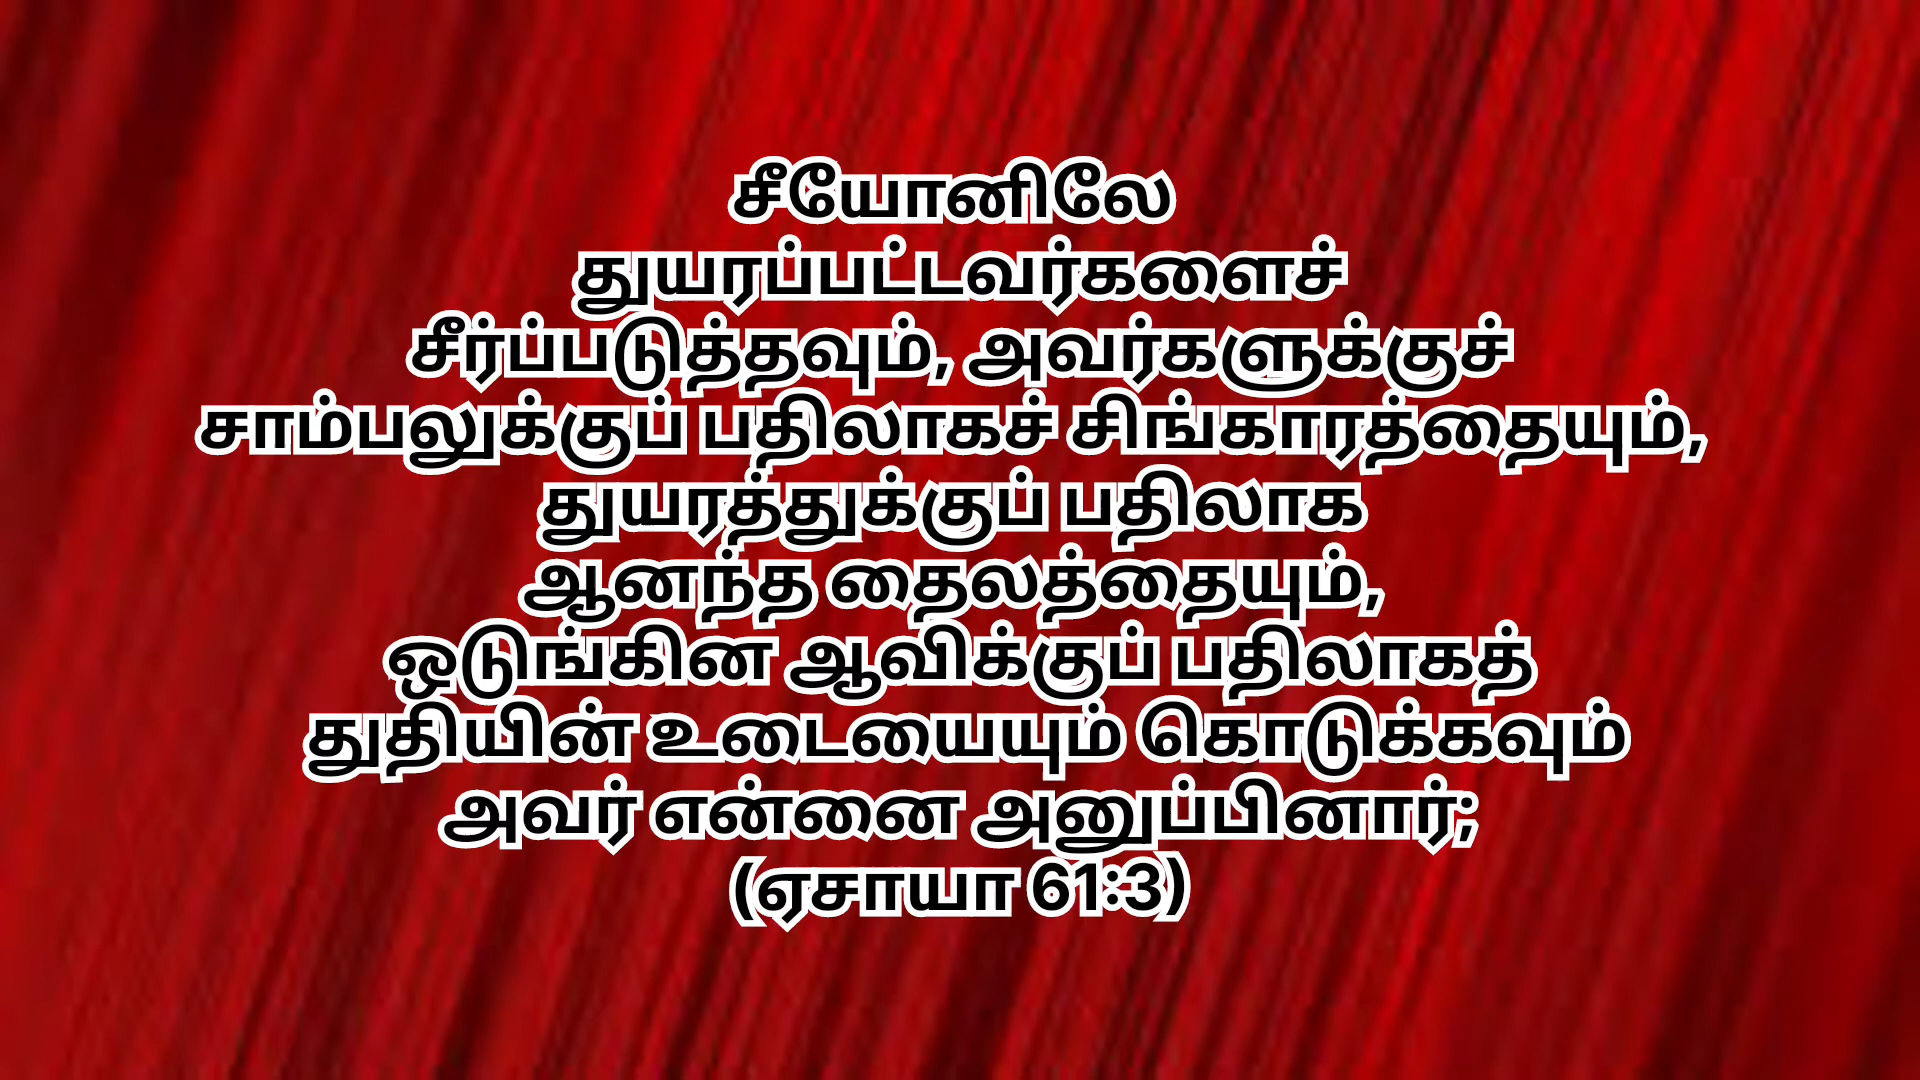 சீயோனிலே
துயரப்பட்டவர்களைச்
சீர்ப்படுத்தவும், அவர்களுக்குச்
சாம்பலுக்குப் பதிலாகச் சிங்காரத்தையும்,
துயரத்துக்குப் பதிலாக
ஆனந்த தைலத்தையும்,
ஒடுங்கின ஆவிக்குப் பதிலாகத்
துதியின் உடையையும் கொடுக்கவும்
அவர் என்னை அனுப்பினார்;
(ஏசாயா 61:3)